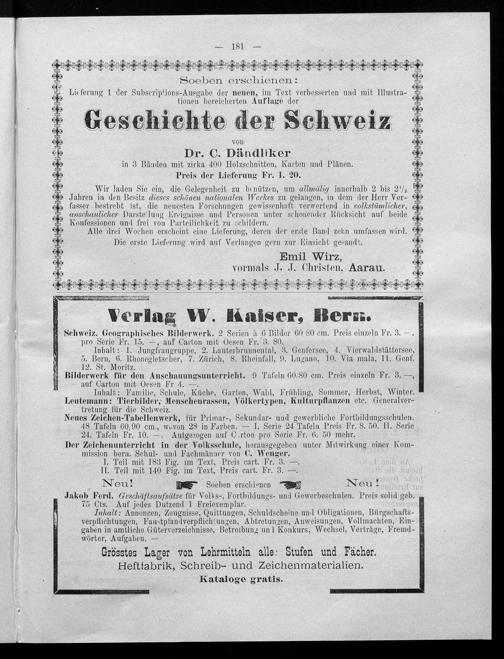 — 181 —
Soeben erschienen:
Lieferung 1 der Subscriptions-Ausgabe der neuen, im Text verbesserten und mit Illustra-
tionen bereicherten Auflage der
Geschichte der Schweiz
von
Dr. C. Dändliker
in 3 Bänden mit zirka 400 Holzschnitten, Karten und Plänen.
Preis der Lieferung Fr. 1. 20.
Wir laden Sie ein, die Gelegenheit zu benützen, um allmälig innerhalb 2 bis 2½
Jahren in den Besitz dieses schönen nationalen Werkes zu gelangen, in dem der Herr Ver-
fasser bestrebt ist, die neuesten Forschungen gewissenhaft verwertend in volkstümlicher,
anschaulicher Darstellung Ereignisse und Personen unter schonender Rücksicht auf beide
Konfessionen und frei von Parteilichkeit zu schildern.
Alle drei Wochen erscheint eine Lieferung, deren der erste Band zehn umfassen wird.
Die erste Lieferung wird auf Verlangen gern zur Einsicht gesandt.
Emil Wirz,
vormals J. J. Christen, Aarau.
Verlag W. Kaiser, Bern.
Schweiz. Geographisches Bilderwerk. 2 Serien à 6 Bilder 60 80 cm. Preis einzeln Fr. 3. —,
pro Serie Fr. 15. —, auf Carton mit Oesen Fr. 3. 80.
Inhalt: 1. Jungfraugruppe, 2. Lauterbrunnental, 3. Genfersee, 4. Vierwaldstättersee,
5. Bern, 6. Rhonegletscher, 7. Zürich, 8. Rheinfall, 9. Lugano, 10. Via mala, 11. Genf.
12. St. Moritz.
Bilderwerk für den Anschauungsunterricht. 9 Tafeln 60.80 cm. Preis einzeln Fr. 3. —,
auf Carton mit Oesen Fr. 4. —.
Inhalt: Familie, Schule, Küche, Garten, Wald, Frühling, Sommer, Herbst, Winter.
Leutemann: Tierbilder, Menschenrassen, Völkertypen, Kulturpflanzen etc. Generalver-
tretung für die Schweiz.
Neues Zeichen-Tabellenwerk, für Primar-, Sekundar- und gewerbliche Fortbildungsschulen.
48 Tafeln 60,90 cm., wovon 28 in Farben. — I. Serie 24 Tafeln Preis Fr. 8. 50. II. Serie
24. Tafeln Fr. 10. —. Aufgezogen auf Carton pro Serie Fr. 6. 50 mehr.
Der Zeichenunterricht in der Volksschule, herausgegeben unter Mitwirkung einer Kom-
mission bern. Schul- und Fachmänner von C. Wenger.
I. Teil mit 183 Fig. im Text, Preis cart. Fr. 3. —.
II. Teil mit 140 Fig. im Text, Preis cart. Fr. 3. —.
Neu! Soeben erschienen Neu!
Jakob Ferd. Geschäftsaufsätze für Volks-, Fortbildungs- und Gewerbeschulen. Preis solid geb.
75 Cts. Auf jedes Dutzend 1 Freiexemplar.
Inhalt: Annoncen, Zeugnisse, Quittungen, Schuldscheine und Obligationen, Bürgschafts-
verpflichtungen, Faustpfandverpflichtungen, Abtretungen, Anweisungen, Vollmachten, Ein-
gaben in amtliche Güterverzeichnisse, Betreibung und Konkurs, Wechsel, Verträge, Fremd-
wörter, Aufgaben. —
Grösstes Lager von Lehrmitteln aller Stufen und Fächer.
Heftfabrik, Schreib- und Zeichenmaterialien.
Kataloge gratis.